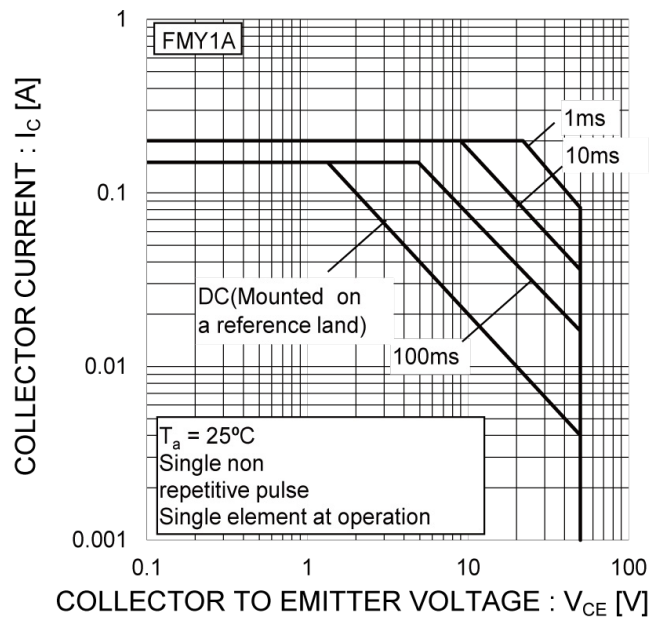 FMY1A
COLLECTOR CURRENT : IC [A]
1
0.1
0.01
0.001
1ms
10ms
DC(Mounted on
a reference land)
100ms
Ta = 25ºC
Single non
repetitive pulse
Single element at operation
0.1
1
10
100
COLLECTOR TO EMITTER VOLTAGE : VCE [V]